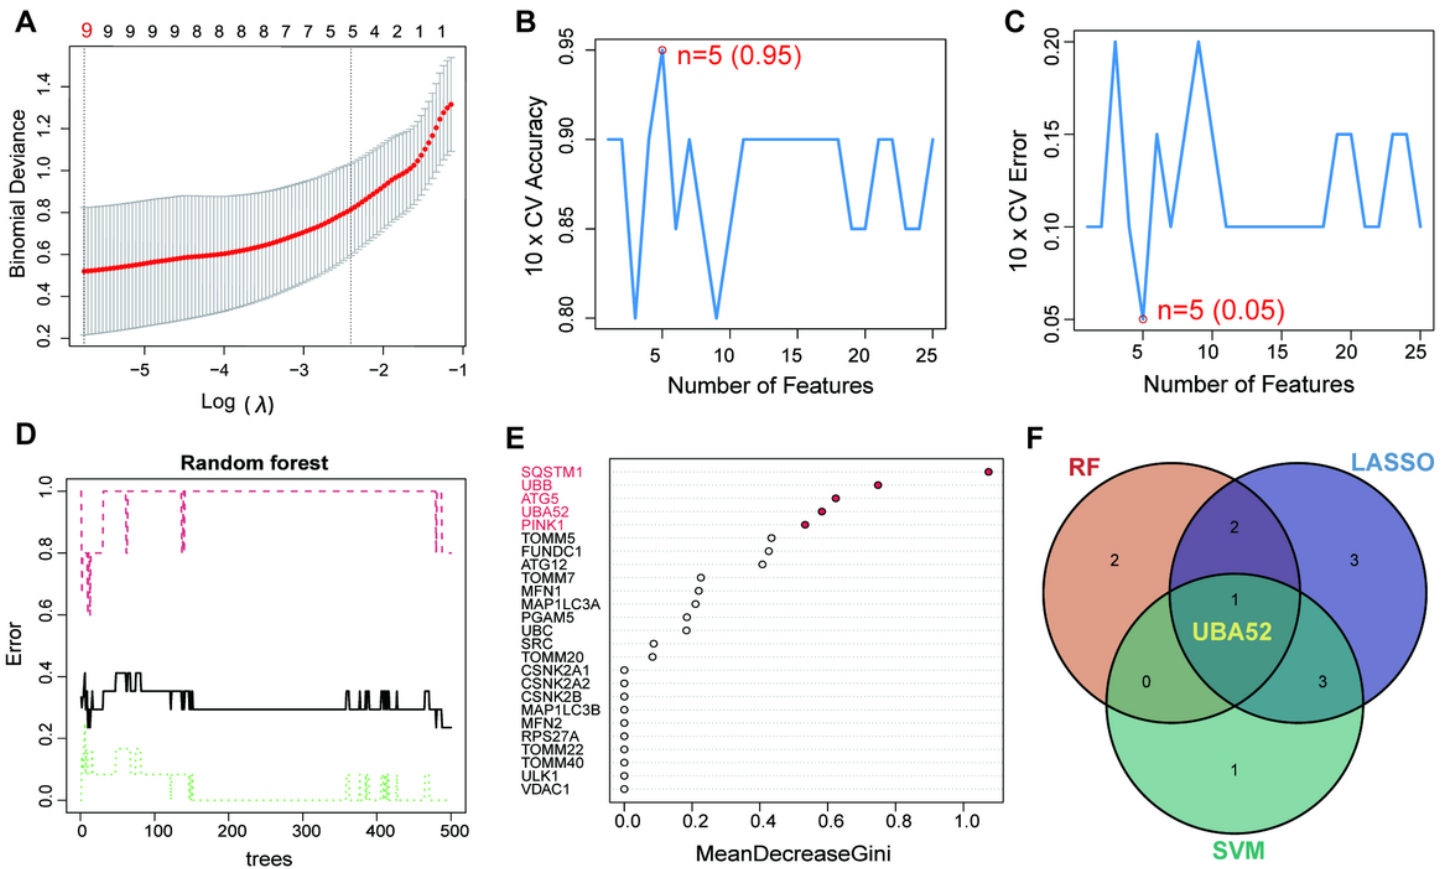 A
9 9 9 9 9 8 8 8 8 7 7 5 5 4 2 1 1
Binomial Deviance
1.4
1.2
1.0
0.8
0.6
0.4
0.2
−5 −4 −3 −2 −1
Log (λ)
B
10 x CV Accuracy
0.95
0.90
0.85
0.80
n=5 (0.95)
5 10 15 20 25
Number of Features
C
10 x CV Error
0.20
0.15
0.10
0.05
n=5 (0.05)
5 10 15 20 25
Number of Features
D
Random forest
Error
1.0
0.8
0.6
0.4
0.2
0.0
0 100 200 300 400 500
trees
E
SQSTM1
UBB
ATG5
UBA52
PINK1
TOMM5
FUNDC1
ATG12
TOMM7
MFN1
MAP1LC3A
PGAM5
UBC
SRC
TOMM20
CSNK2A1
CSNK2A2
CSNK2B
MAP1LC3B
MFN2
RPS27A
TOMM22
TOMM40
ULK1
VDAC1
0.0 0.2 0.4 0.6 0.8 1.0
MeanDecreaseGini
F
RF
LASSO
2
2
3
1
UBA52
0
3
1
SVM